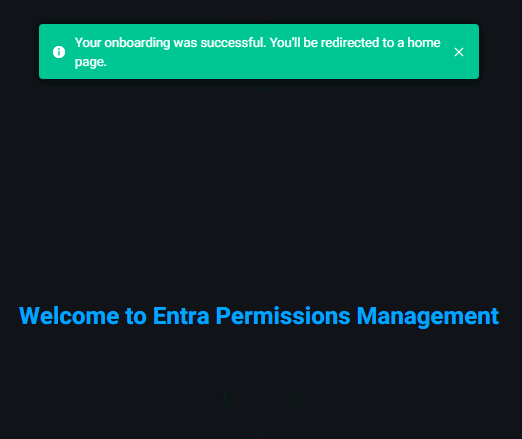 Your onboarding was successful. You'll be redirected to a home
page.
Welcome to Entra Permissions Management